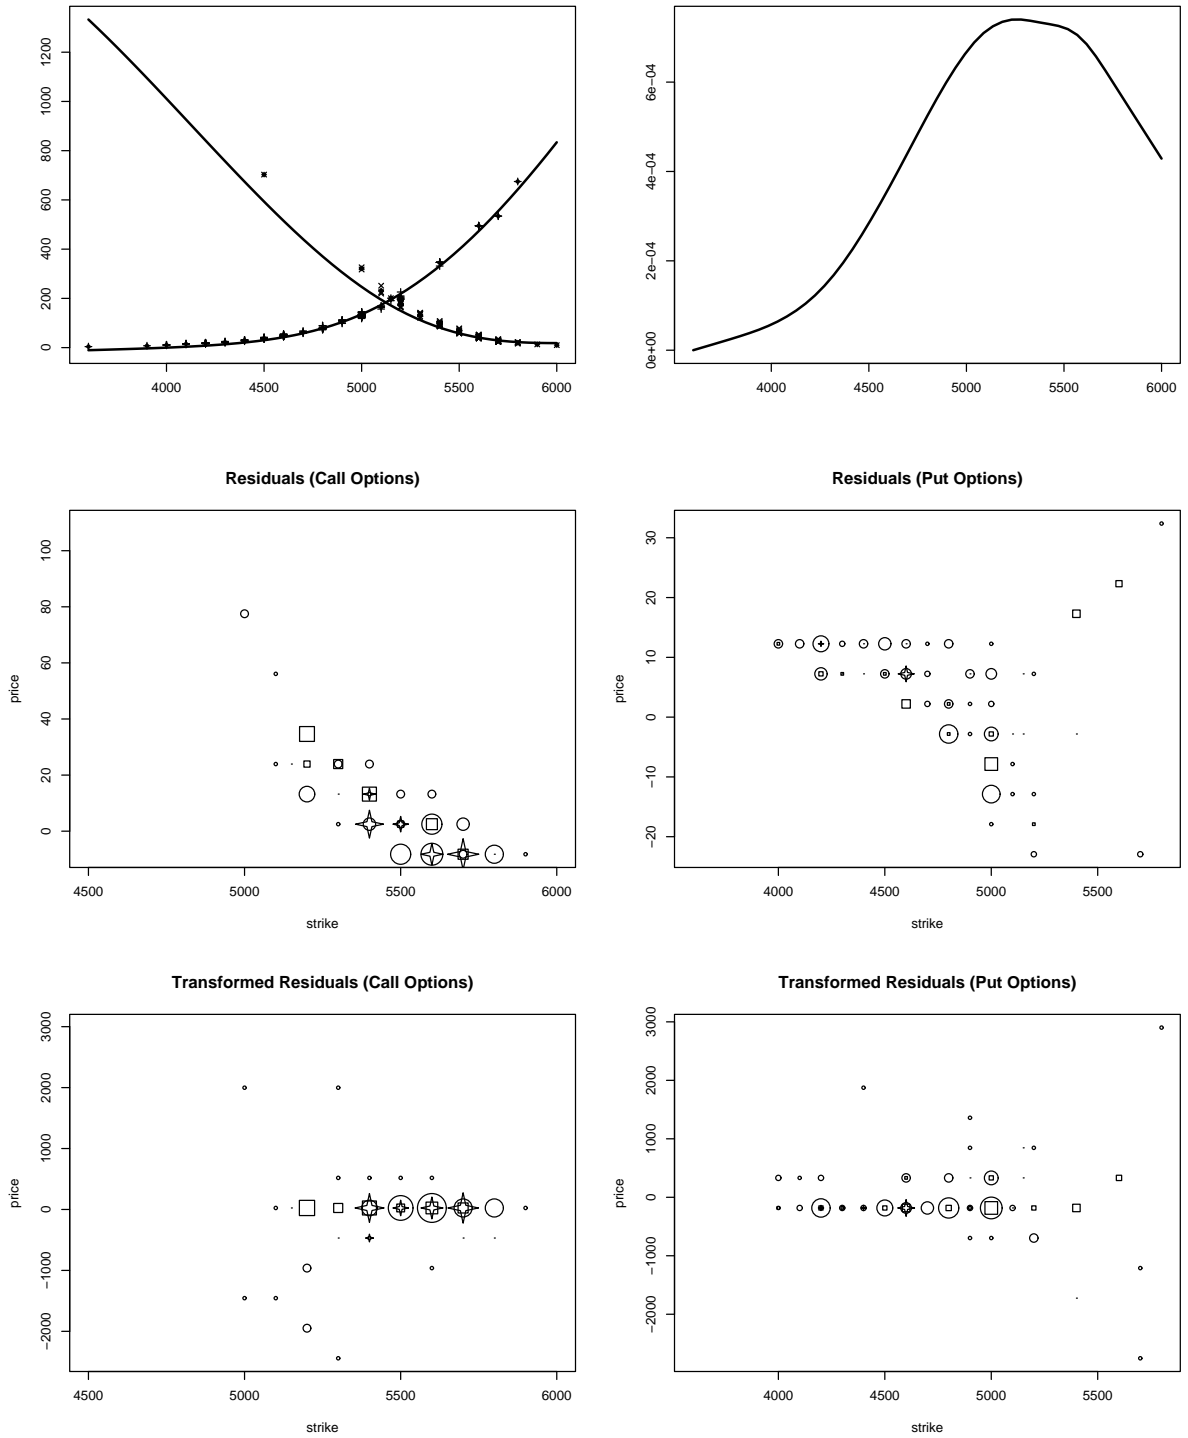 0 200 400 600 800 1000 1200
4000 4500 5000 5500 6000
0e+00 2e−04 4e−04 6e−04
4000 4500 5000 5500 6000
Residuals (Call Options)
price
0 20 40 60 80 100
4500 5000 5500 6000
strike
Residuals (Put Options)
price
−20 −10 0 10 20 30
4000 4500 5000 5500
strike
Transformed Residuals (Call Options)
price
−2000 −1000 0 1000 2000 3000
4500 5000 5500 6000
strike
Transformed Residuals (Put Options)
price
−2000 −1000 0 1000 2000 3000
4000 4500 5000 5500
strike